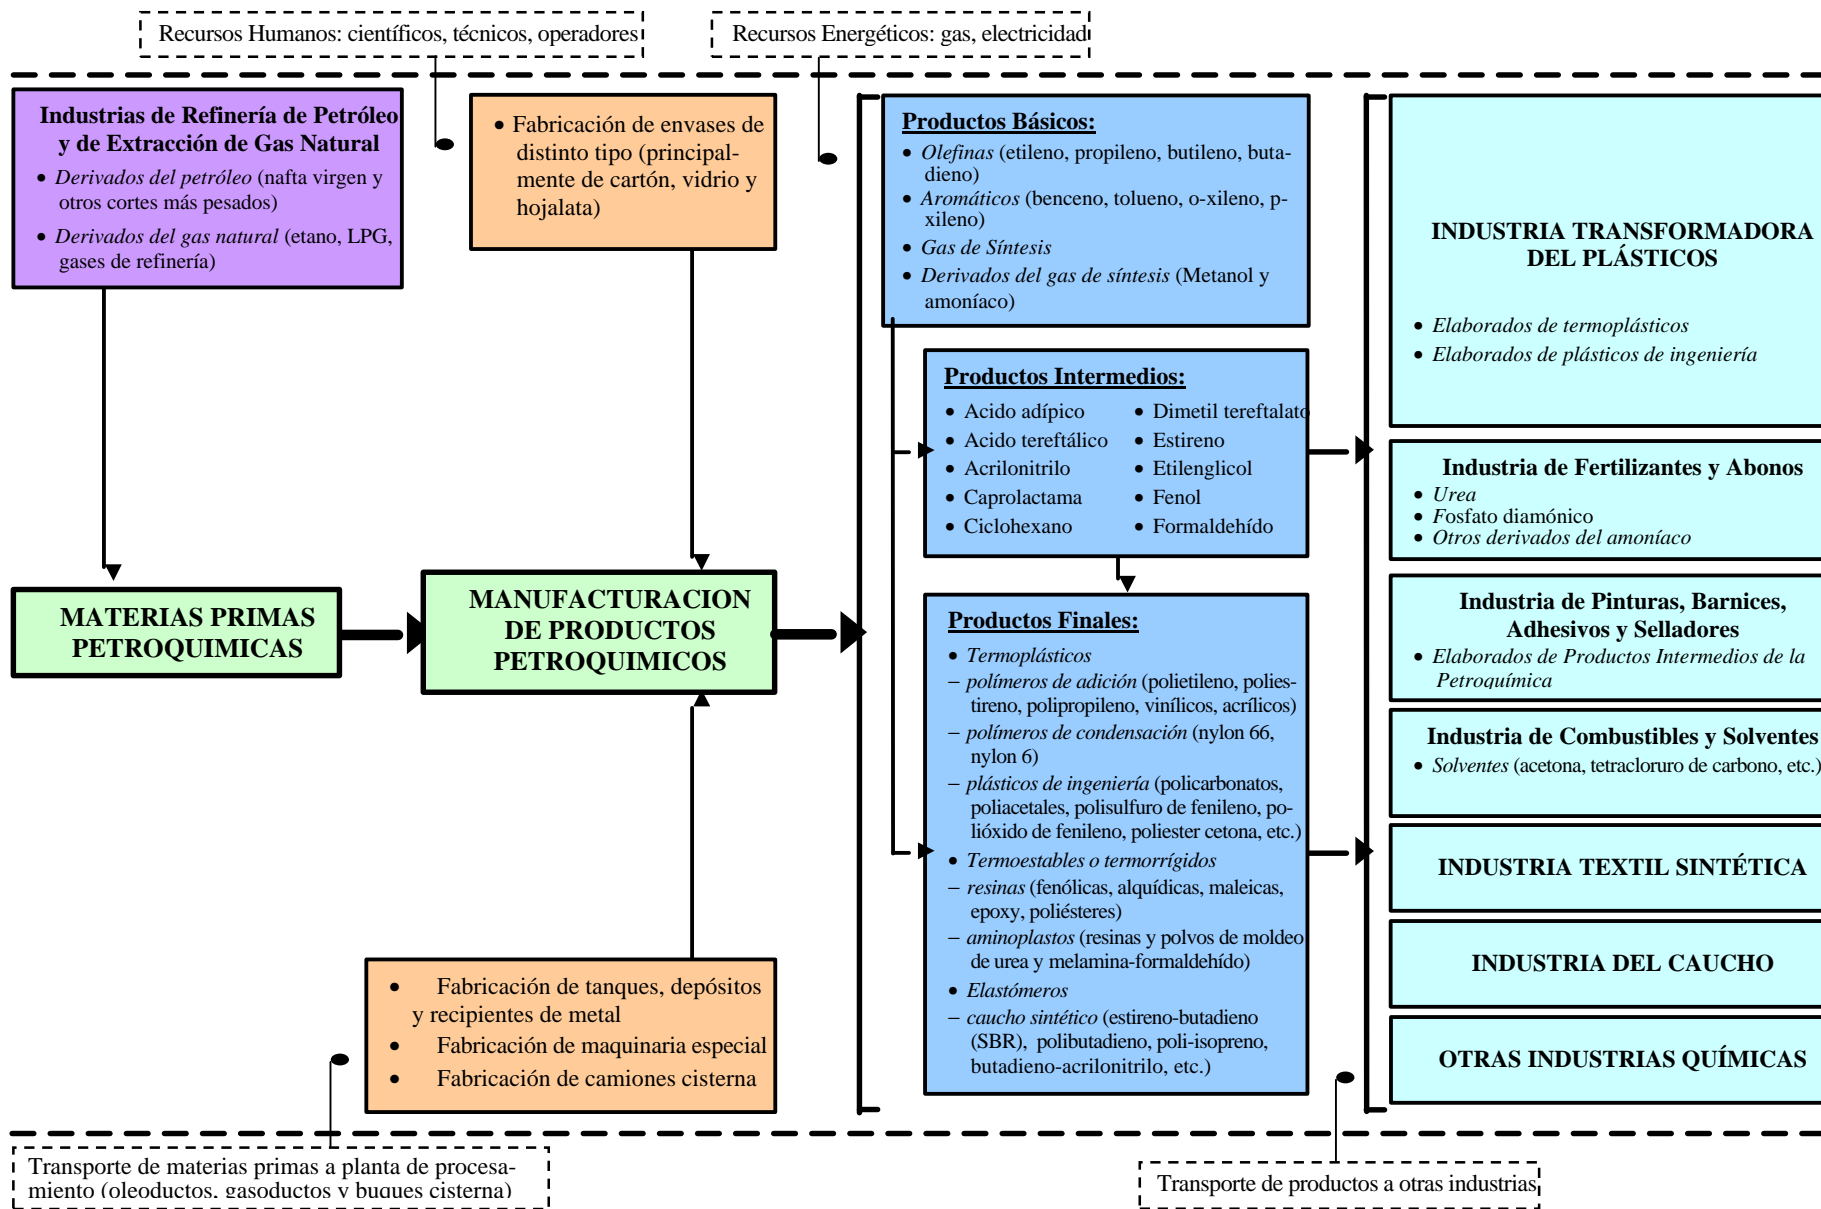 Recursos Humanos: científicos, técnicos, operadores
Recursos Energéticos: gas, electricidad
Industrias de Refinería de Petróleo
y de Extracción de Gas Natural
• Derivados del petróleo (nafta virgen y
otros cortes más pesados)
• Derivados del gas natural (etano, LPG,
gases de refinería)
• Fabricación de envases de
distinto tipo (principal-
mente de cartón, vidrio y
hojalata)
MATERIAS PRIMAS
PETROQUIMICAS
MANUFACTURACION
DE PRODUCTOS
PETROQUIMICOS
• Fabricación de tanques, depósitos
y recipientes de metal
• Fabricación de maquinaria especial
• Fabricación de camiones cisterna
Productos Básicos:
• Olefinas (etileno, propileno, butileno, buta-
dieno)
• Aromáticos (benceno, tolueno, o-xileno, p-
xileno)
• Gas de Síntesis
• Derivados del gas de síntesis (Metanol y
amoníaco)
Productos Intermedios:
• Acido adípico
• Acido tereftálico
• Acrilonitrilo
• Caprolactama
• Ciclohexano
• Dimetil tereftalato
• Estireno
• Etilenglicol
• Fenol
• Formaldehído
Productos Finales:
• Termoplásticos
– polímeros de adición (polietileno, polies-
tireno, polipropileno, vinílicos, acrílicos)
– polímeros de condensación (nylon 66,
nylon 6)
– plásticos de ingeniería (policarbonatos,
poliacetales, polisulfuro de fenileno, po-
lióxido de fenileno, poliester cetona, etc.)
• Termoestables o termorrígidos
– resinas (fenólicas, alquídicas, maleicas,
epoxy, poliésteres)
– aminoplastos (resinas y polvos de moldeo
de urea y melamina-formaldehído)
• Elastómeros
– caucho sintético (estireno-butadieno
(SBR), polibutadieno, poli-isopreno,
butadieno-acrilonitrilo, etc.)
INDUSTRIA TRANSFORMADORA
DEL PLÁSTICOS
• Elaborados de termoplásticos
• Elaborados de plásticos de ingeniería
Industria de Fertilizantes y Abonos
• Urea
• Fosfato diamónico
• Otros derivados del amoníaco
Industria de Pinturas, Barnices,
Adhesivos y Selladores
• Elaborados de Productos Intermedios de la
Petroquímica
Industria de Combustibles y Solventes
• Solventes (acetona, tetracloruro de carbono, etc.)
INDUSTRIA TEXTIL SINTÉTICA
INDUSTRIA DEL CAUCHO
OTRAS INDUSTRIAS QUÍMICAS
Transporte de materias primas a planta de procesa-
miento (oleoductos, gasoductos y buques cisterna)
Transporte de productos a otras industrias